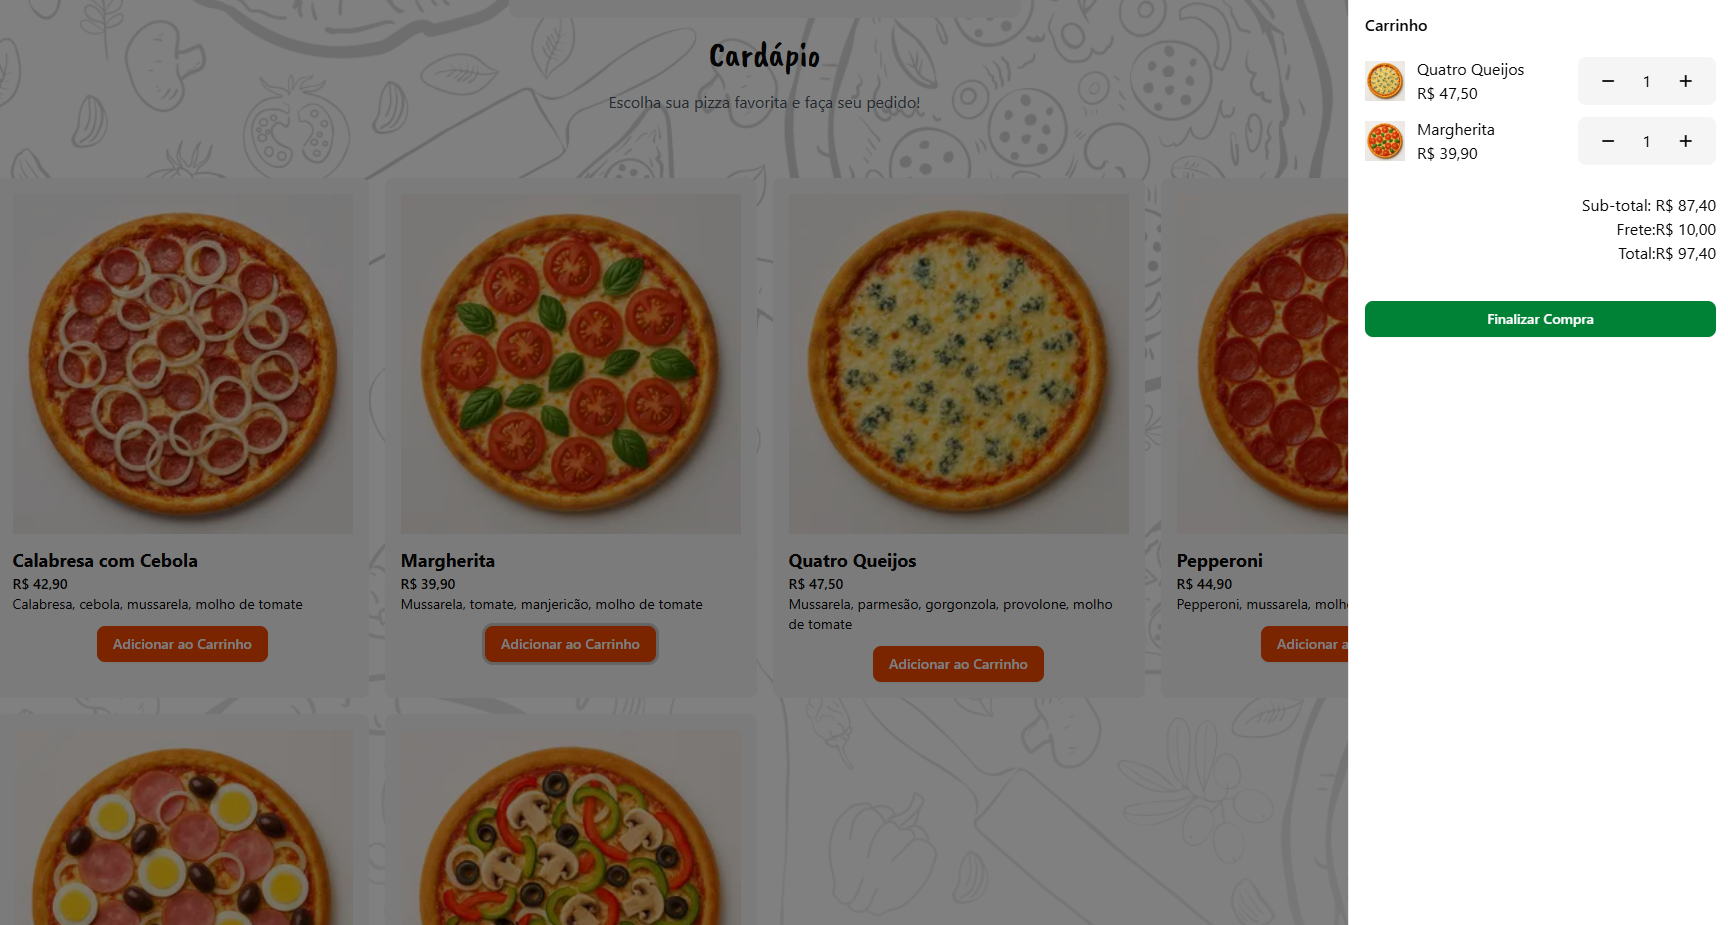 Cardápio
Escolha sua pizza favorita e faça seu pedido!
Calabresa com Cebola
R$ 42,90
Calabresa, cebola, mussarela, molho de tomate
Adicionar ao Carrinho
Margherita
R$ 39,90
Mussarela, tomate, manjericão, molho de tomate
Adicionar ao Carrinho
Quatro Queijos
R$ 47,50
Mussarela, parmesão, gorgonzola, provolone, molho
de tomate
Adicionar ao Carrinho
Pepperoni
R$ 44,90
Pepperoni, mussarela,
Adicionar
Carrinho
Quatro Queijos
R$ 47,50
1
Margherita
R$ 39,90
1
Sub-total: R$ 87,40
Frete:R$ 10,00
Total:R$ 97,40
Finalizar Compra